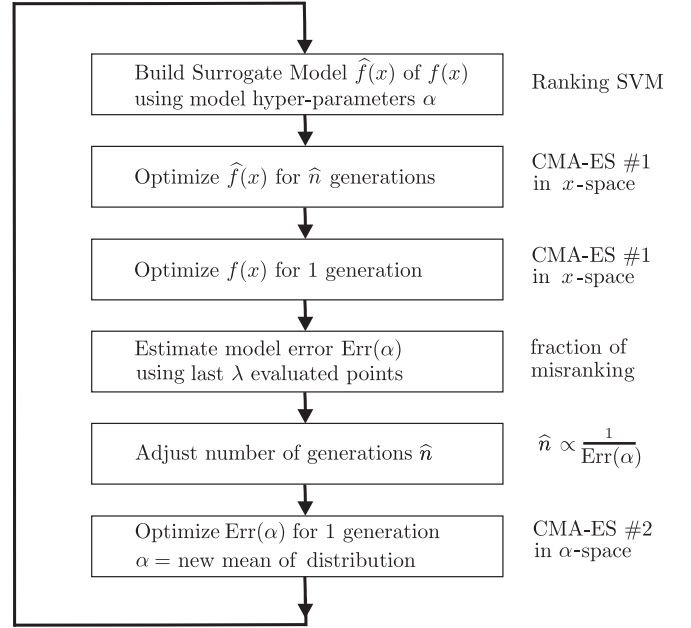 Build Surrogate Model f̂(x) of f(x)
using model hyper-parameters α
Ranking SVM
Optimize f̂(x) for n̂ generations
CMA-ES #1
in x-space
Optimize f(x) for 1 generation
CMA-ES #1
in x-space
Estimate model error Err(α)
using last λ evaluated points
fraction of
misranking
Adjust number of generations n̂
n̂ ∝ 1/Err(α)
Optimize Err(α) for 1 generation
α = new mean of distribution
CMA-ES #2
in α-space